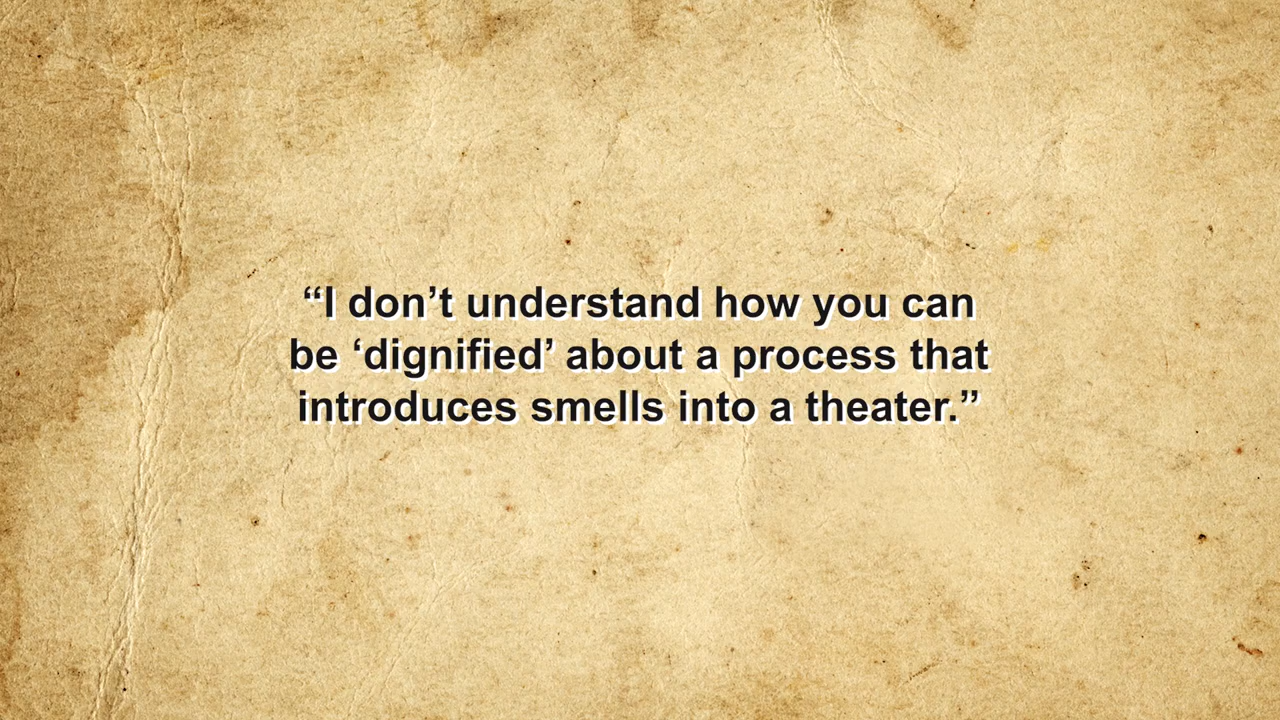 “I don’t understand how you can
be ‘dignified’ about a process that
introduces smells into a theater.”